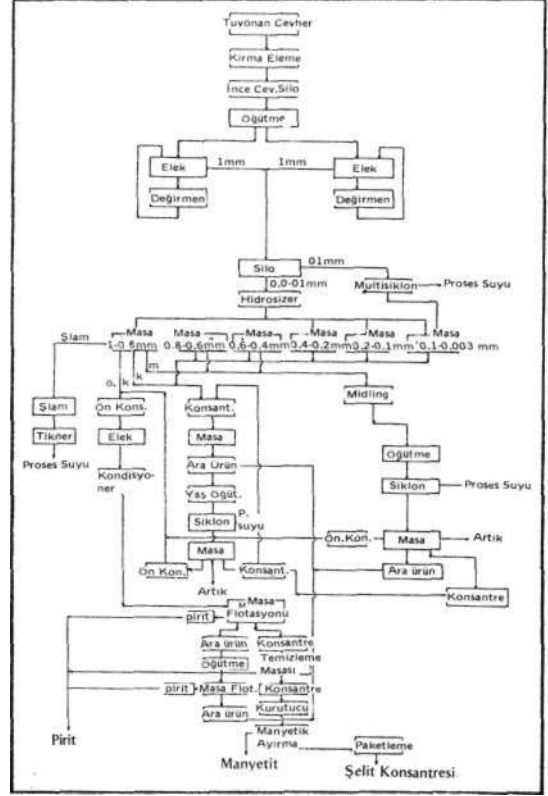 Tuvönan Cevher
Kırma Eleme
İnce Cev.Silo
Öğütme
Elek
1mm
1mm
Elek
Değirmen
Değirmen
Silo
01mm
0.0-01mm
Multisiklon
Proses Suyu
Hidrosizer
Şlam
Masa
Masa
Masa
Masa
Masa
Masa
1-0.8mm
0.8-0.6mm
0.6-0.4mm
0.4-0.2mm
0.2-0.1mm
0.1-0.003 mm
m
o.
k
k
Midling
Şlam
Ön Kons.
Konsant.
Tikner
Elek
Masa
Proses Suyu
Kondisyo-
ner
Ara Ürün
Öğütme
Yaş Öğüt.
Siklon
Proses Suyu
Siklon
P.
suyu
Ön.Kon.
Masa
Artık
Masa
Ön Kon.
Konsant.
Ara ürün
Artık
Konsantre
Masa
pirit
Flotasyonu
Ara ürün
Konsantre
Öğütme
Temizleme
Masası
pirit
Masa Flot.
Konsantre
Ara ürün
Kurutucu
Pirit
Manyetik
Ayırma
Paketleme
Manyetit
Şelit Konsantresi